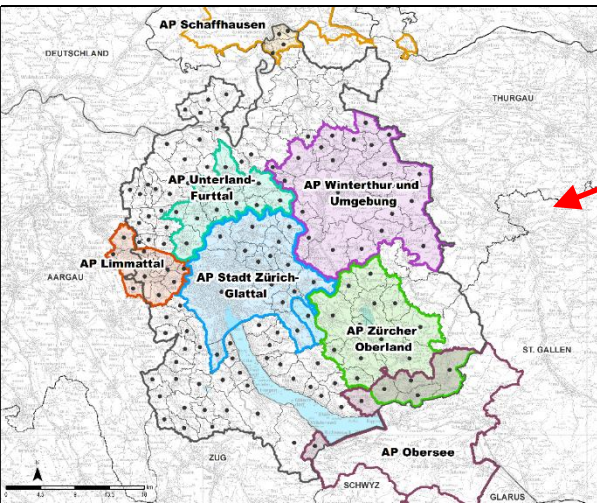 AP Schaffhausen
DEUTSCHLAND
THURGAU
AP Unterland-
Furttal
AP Winterthur und
Umgebung
AP Limmattal
AARGAU
AP Stadt Zürich-
Glattal
AP Zürcher
Oberland
ST. GALLEN
AP Obersee
ZUG
SCHWYZ
GLARUS